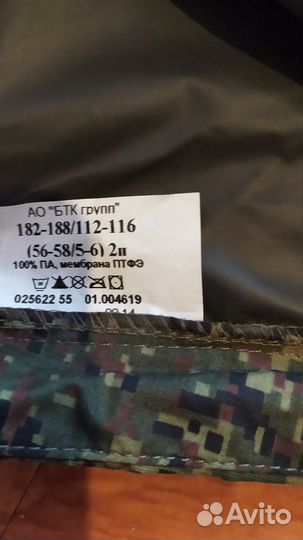 АО "БТК групп"
182-188/112-116
(56-58/5-6) 2п
100% ПА, мембрана ПТФЭ
025622 55 01.004619
Avito